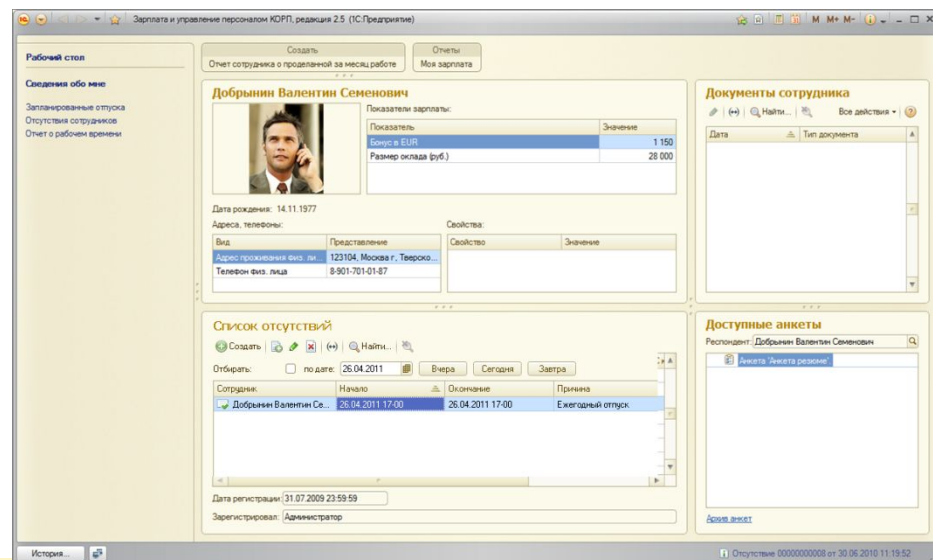 Зарплата и управление персоналом КОРП, редакция 2.5 (1С:Предприятие)
M M+ M-
Рабочий стол
Сведения обо мне
Запланированные отпуска
Отсутствия сотрудников
Отчет о рабочем времени
Создать
Отчет сотрудника о проделанной за месяц работе
Отчеты
Моя зарплата
Добрынин Валентин Семенович
Показатели зарплаты:
Показатель Значение
Бонус в EUR 1 150
Размер оклада (руб.) 28 000
Дата рождения: 14.11.1977
Адреса, телефоны:
Вид Представление
Адрес проживания физ. ли... 123104, Москва г, Тверско...
Телефон физ. лица 8-901-701-01-87
Свойства:
Свойство Значение
Документы сотрудника
Найти... Все действия
Дата Тип документа
Список отсутствий
Создать Найти...
Отбирать: по дате: 26.04.2011 Вчера Сегодня Завтра
Сотрудник Начало Окончание Причина
Добрынин Валентин Се... 26.04.2011 17-00 26.04.2011 17-00 Ежегодный отпуск
Дата регистрации: 31.07.2009 23:59:59
Зарегистрировал: Администратор
Доступные анкеты
Респондент: Добрынин Валентин Семенович
Анкета "Анкета резюме"
Архив анкет
История...
Отсутствие 00000000008 от 30.06.2010 11:19:52